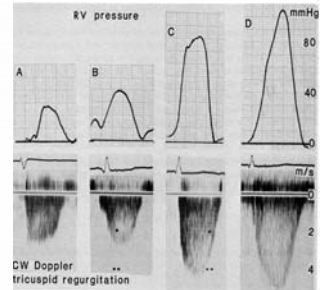 RV pressure
A
B
C
D
mmHg
80
40
0
m/s
0
2
4
CW Doppler
tricuspid regurgitation